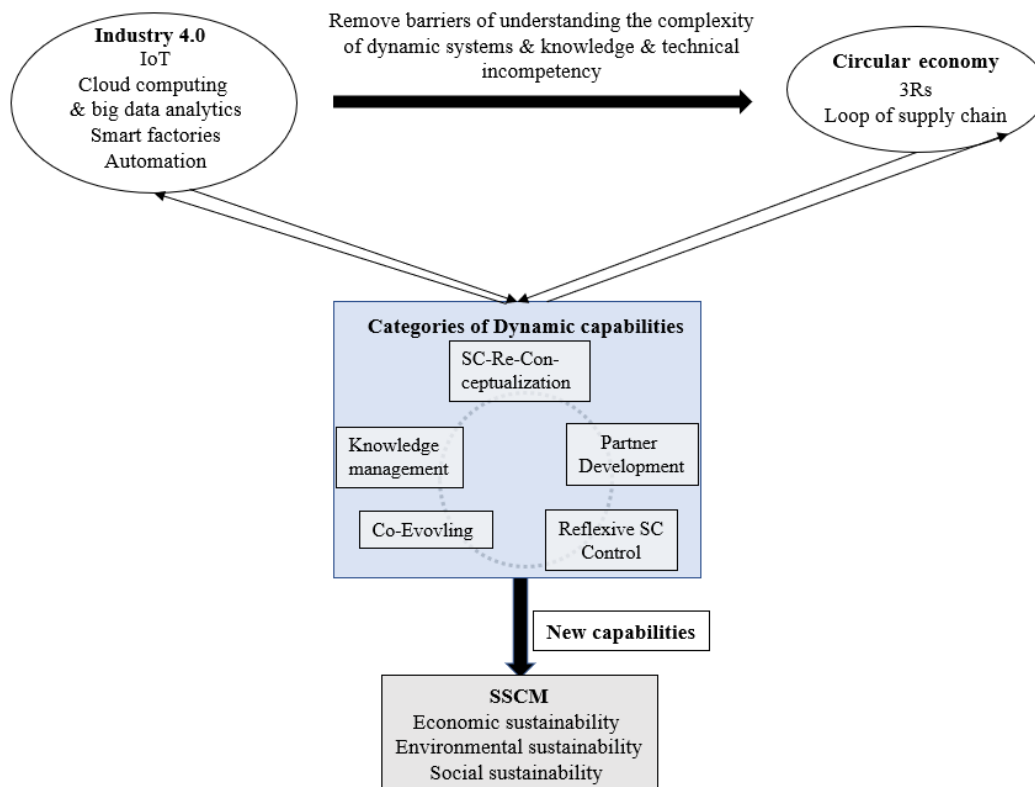 Industry 4.0
IoT
Cloud computing
& big data analytics
Smart factories
Automation
Remove barriers of understanding the complexity
of dynamic systems & knowledge & technical
incompetency
Circular economy
3Rs
Loop of supply chain
Categories of Dynamic capabilities
SC-Re-Con-
ceptualization
Knowledge
management
Partner
Development
Co-Evovling
Reflexive SC
Control
New capabilities
SSCM
Economic sustainability
Environmental sustainability
Social sustainability